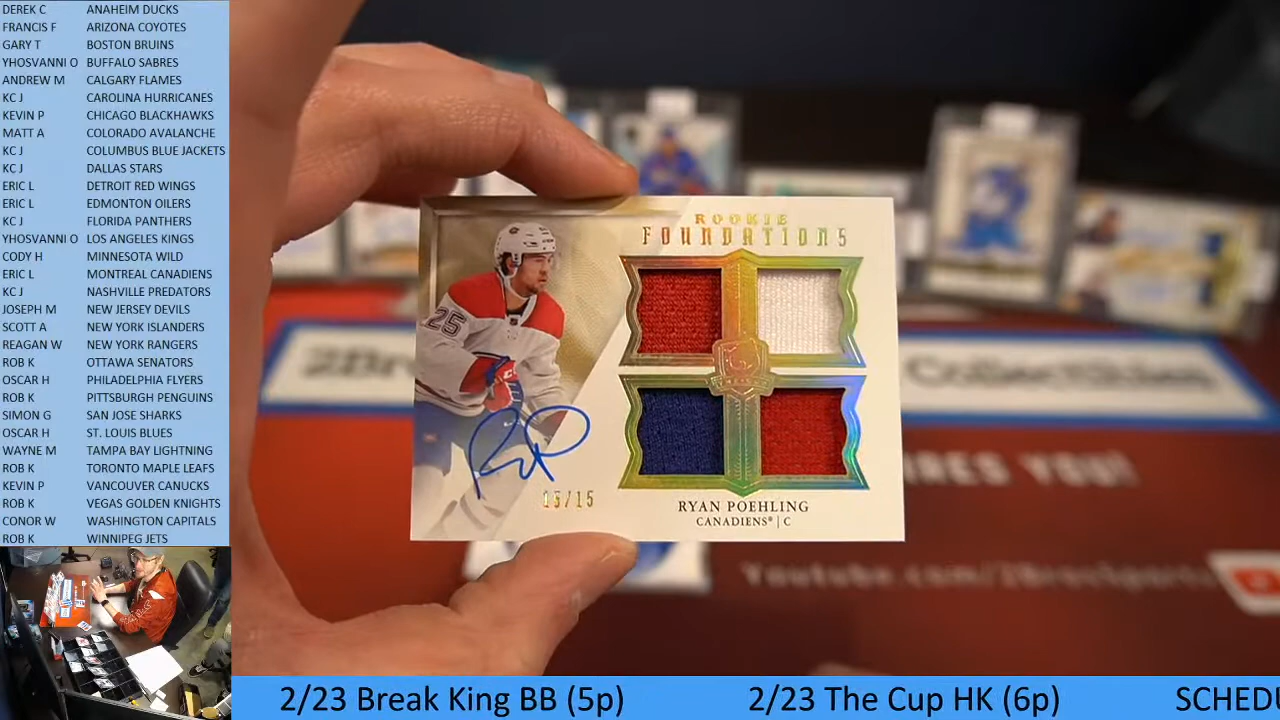 DEREK C ANAHEIM DUCKS
FRANCIS F ARIZONA COYOTES
GARY T BOSTON BRUINS
YHOSVANNI O BUFFALO SABRES
ANDREW M CALGARY FLAMES
KC J CAROLINA HURRICANES
KEVIN P CHICAGO BLACKHAWKS
MATT A COLORADO AVALANCHE
KC J COLUMBUS BLUE JACKETS
KC J DALLAS STARS
ERIC L DETROIT RED WINGS
ERIC L EDMONTON OILERS
KC J FLORIDA PANTHERS
YHOSVANNI O LOS ANGELES KINGS
CODY H MINNESOTA WILD
ERIC L MONTREAL CANADIENS
KC J NASHVILLE PREDATORS
JOSEPH M NEW JERSEY DEVILS
SCOTT A NEW YORK ISLANDERS
REAGAN W NEW YORK RANGERS
ROB K OTTAWA SENATORS
OSCAR H PHILADELPHIA FLYERS
ROB K PITTSBURGH PENGUINS
SIMON G SAN JOSE SHARKS
OSCAR H ST. LOUIS BLUES
WAYNE M TAMPA BAY LIGHTNING
ROB K TORONTO MAPLE LEAFS
KEVIN P VANCOUVER CANUCKS
ROB K VEGAS GOLDEN KNIGHTS
CONOR W WASHINGTON CAPITALS
ROB K WINNIPEG JETS
ROOKIE
FOUNDATIONS
25
RYAN POEHLING
CANADIENS® | C
/15
Collectibles
YOU!
Youtube.com/2Bros
2/23 Break King BB (5p) 2/23 The Cup HK (6p) SCHEDU